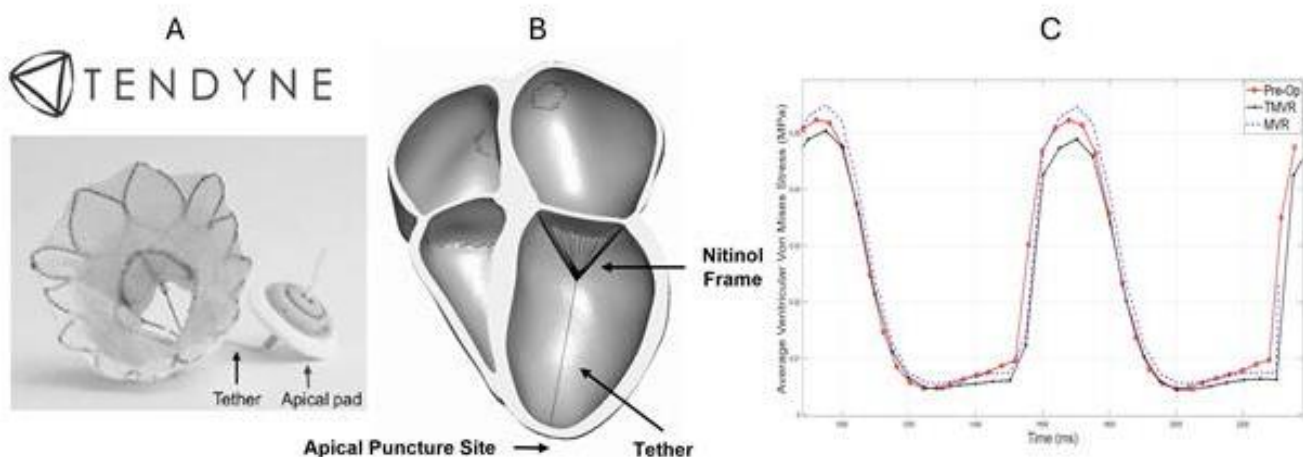 A
B
C
TENDYNE
Tether
Apical pad
Nitinol
Frame
Apical Puncture Site
Tether
Average Ventricular Von Mises Stress (MPa)
Pre-Op
TMVR
MVR
Time (ms)